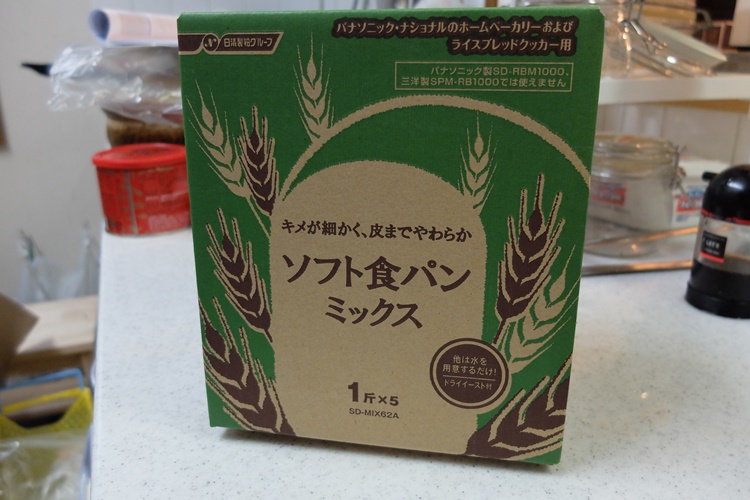 日清製粉グループ
パナソニック・ナショナルのホームベーカリーおよび
ライスブレッドクッカー用
パナソニック製SD-RBM1000、
三洋製SPM-RB1000では使えません
キメが細かく、皮までやわらか
ソフト食パン
ミックス
他は水を
用意するだけ!
ドライイースト付
1斤×5
SD-MIX62A